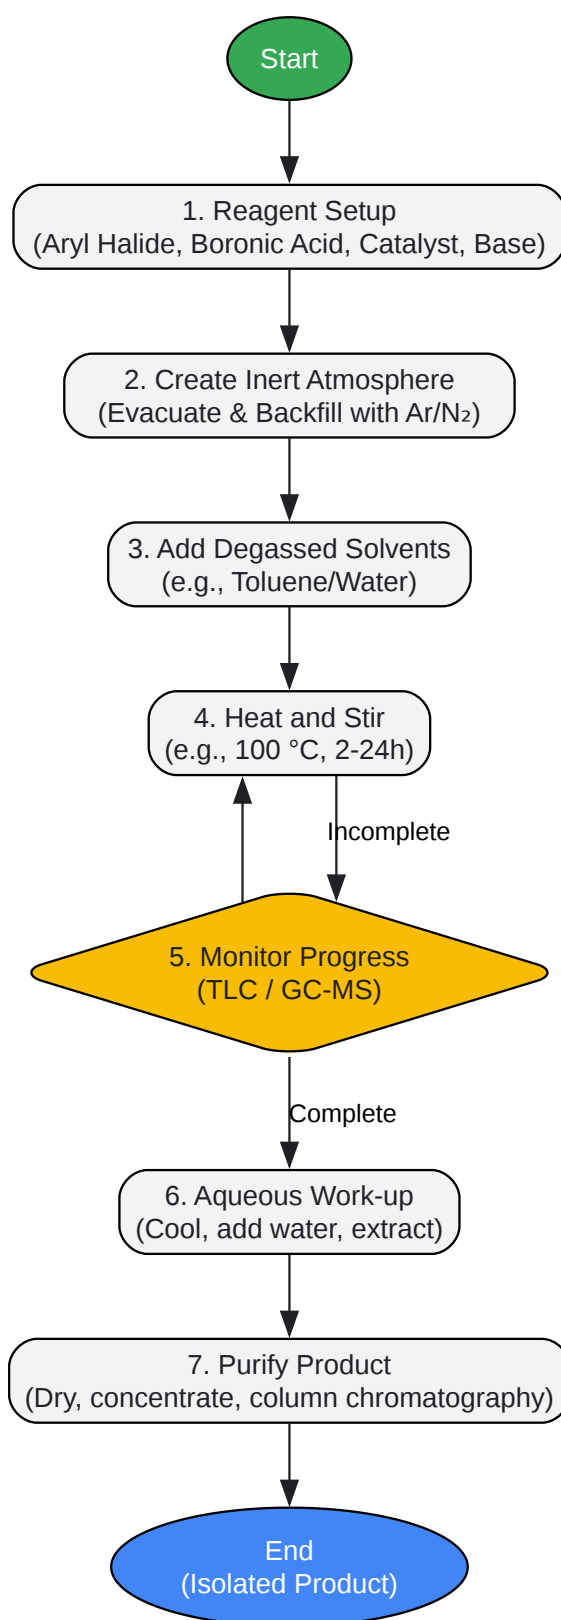 Start
1. Reagent Setup
(Aryl Halide, Boronic Acid, Catalyst, Base)
2. Create Inert Atmosphere
(Evacuate & Backfill with Ar/N₂)
3. Add Degassed Solvents
(e.g., Toluene/Water)
4. Heat and Stir
(e.g., 100 °C, 2-24h)
Incomplete
5. Monitor Progress
(TLC / GC-MS)
Complete
6. Aqueous Work-up
(Cool, add water, extract)
7. Purify Product
(Dry, concentrate, column chromatography)
End
(Isolated Product)